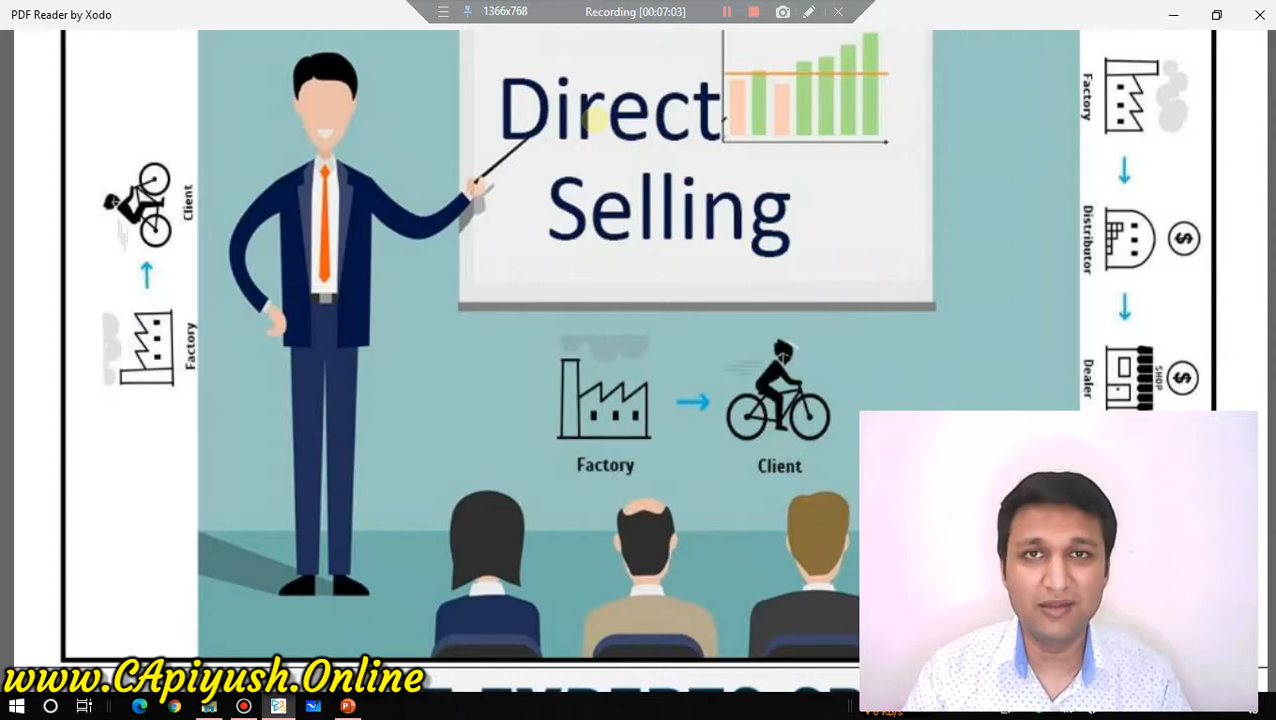 PDF Reader by Xodo
1366x768
Recording [00:07:03]
Direct
Selling
Client
Factory
Factory
Client
Factory
Distributor
$
Dealer
SHOP
$
www.CApiyush.Online